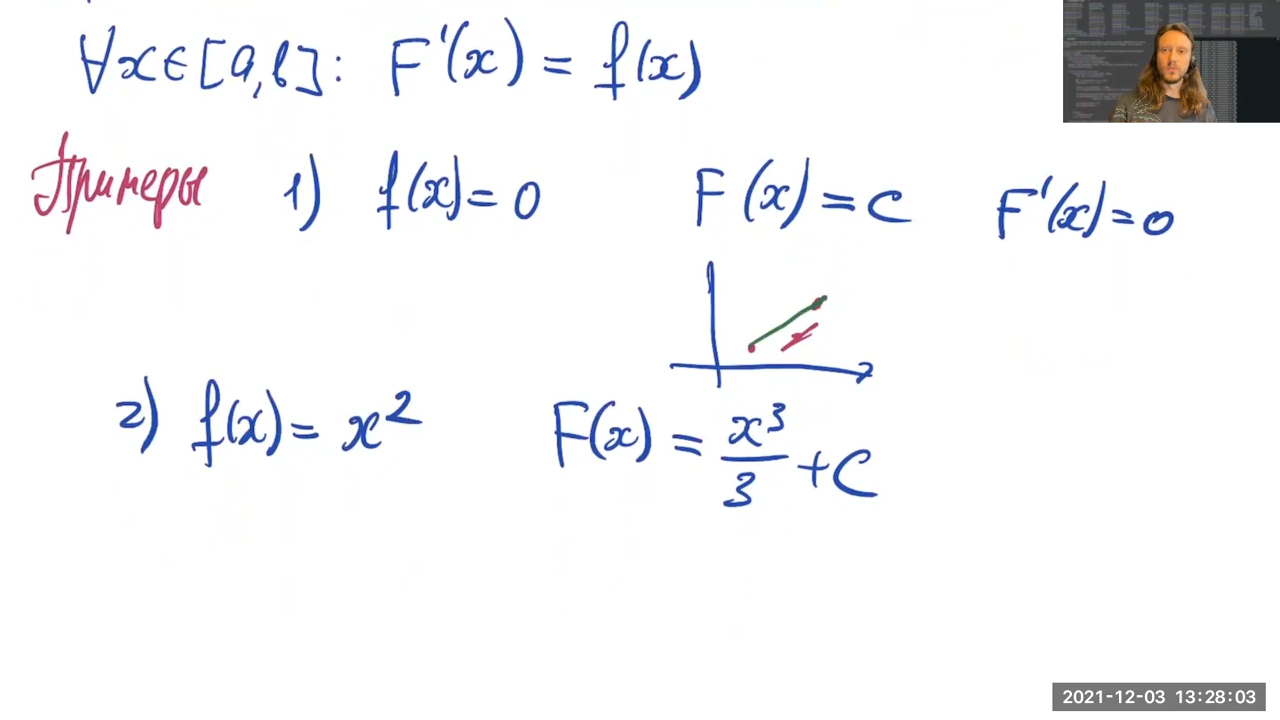 ∀x∈[a,b]: F'(x) = f(x)
Примеры 1) f(x)=0 F(x)=C F'(x)=0
2) f(x)= x² F(x) = x³/3 +C
2021-12-03 13:28:03